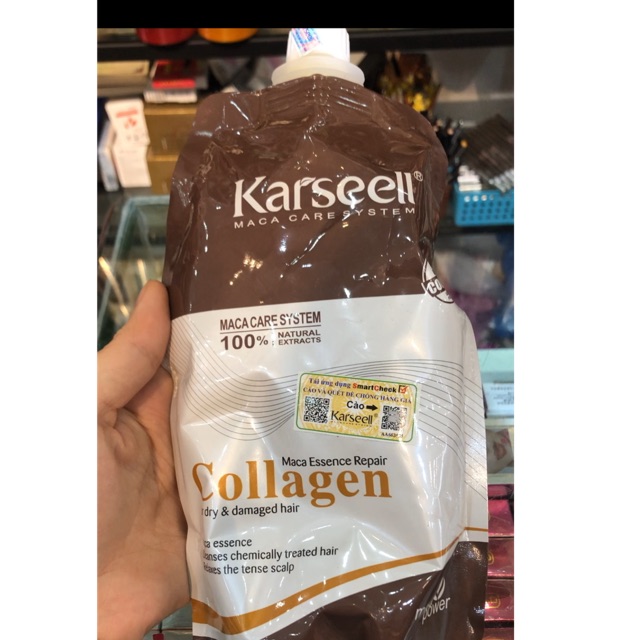 Karseell®
MACA CARE SYSTEM
MACA CARE SYSTEM
100% NATURAL EXTRACTS
Tải ứng dụng SmartCheck
CÀO VÀ QUÉT ĐỂ CHỐNG HÀNG GIẢ
Cào
Karseell®
Maca Essence Repair
Collagen
dry & damaged hair
essence
chemically treated hair
the tense scalp
mpower